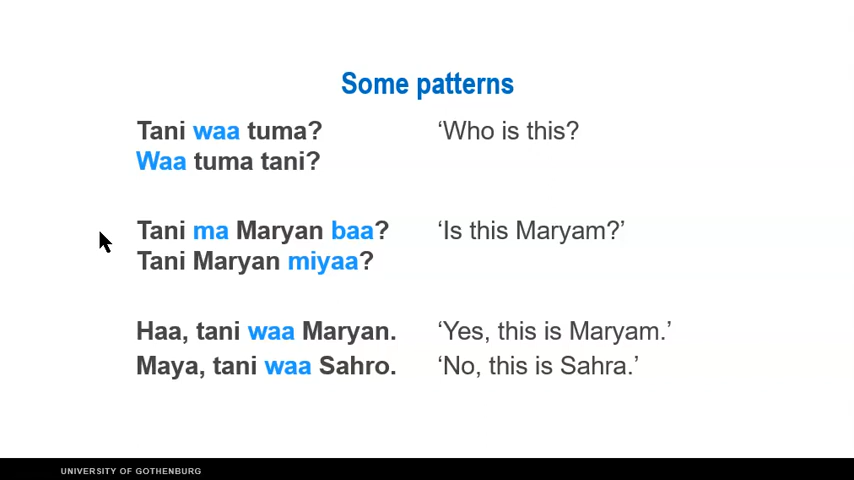 Some patterns
Tani waa tuma? ‘Who is this?
Waa tuma tani?
Tani ma Maryan baa? ‘Is this Maryam?’
Tani Maryan miyaa?
Haa, tani waa Maryan. ‘Yes, this is Maryam.’
Maya, tani waa Sahro. ‘No, this is Sahra.’
UNIVERSITY OF GOTHENBURG